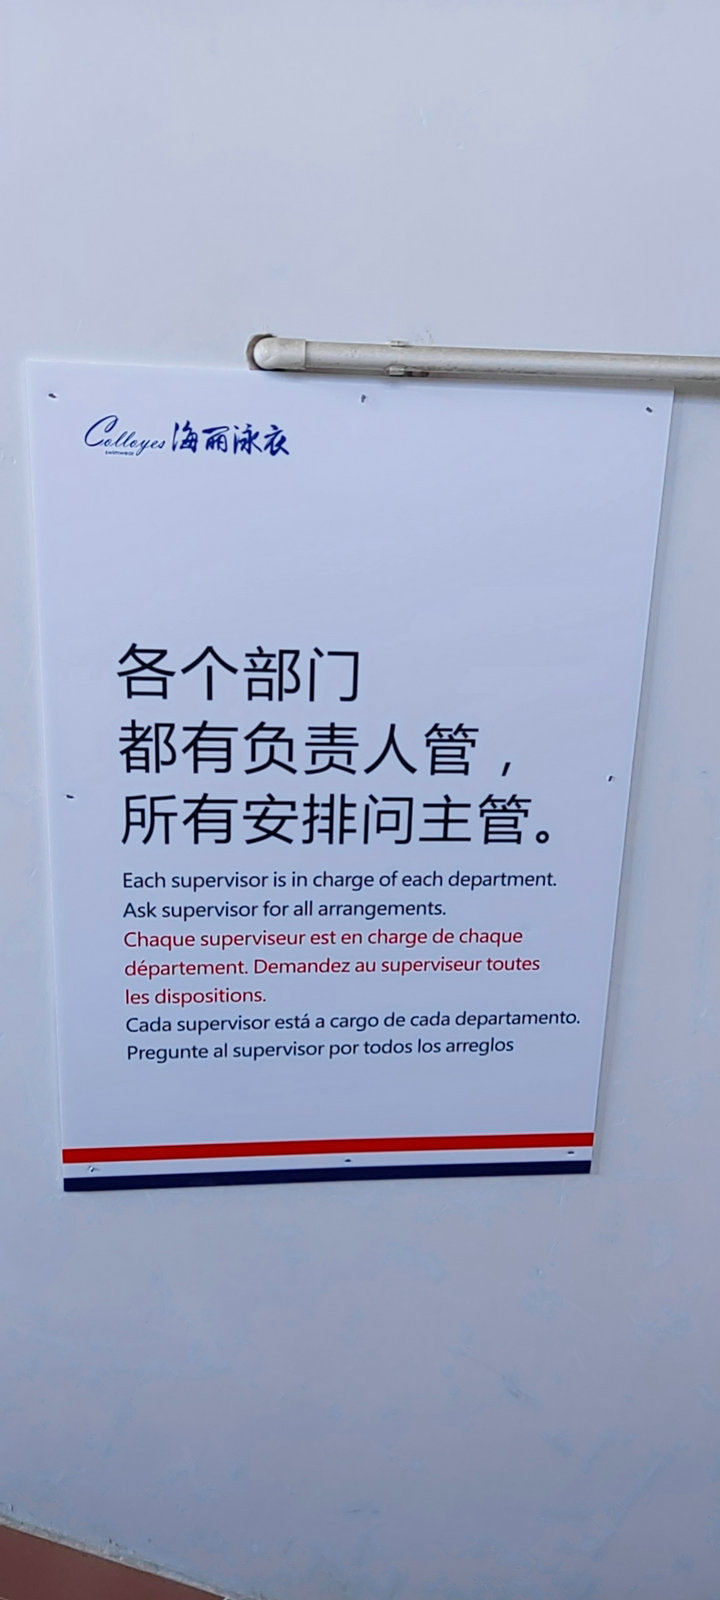 Colloyes 海丽泳衣
swimwear
各个部门
都有负责人管，
所有安排问主管。
Each supervisor is in charge of each department.
Ask supervisor for all arrangements.
Chaque superviseur est en charge de chaque
département. Demandez au superviseur toutes
les dispositions.
Cada supervisor está a cargo de cada departamento.
Pregunte al supervisor por todos los arreglos